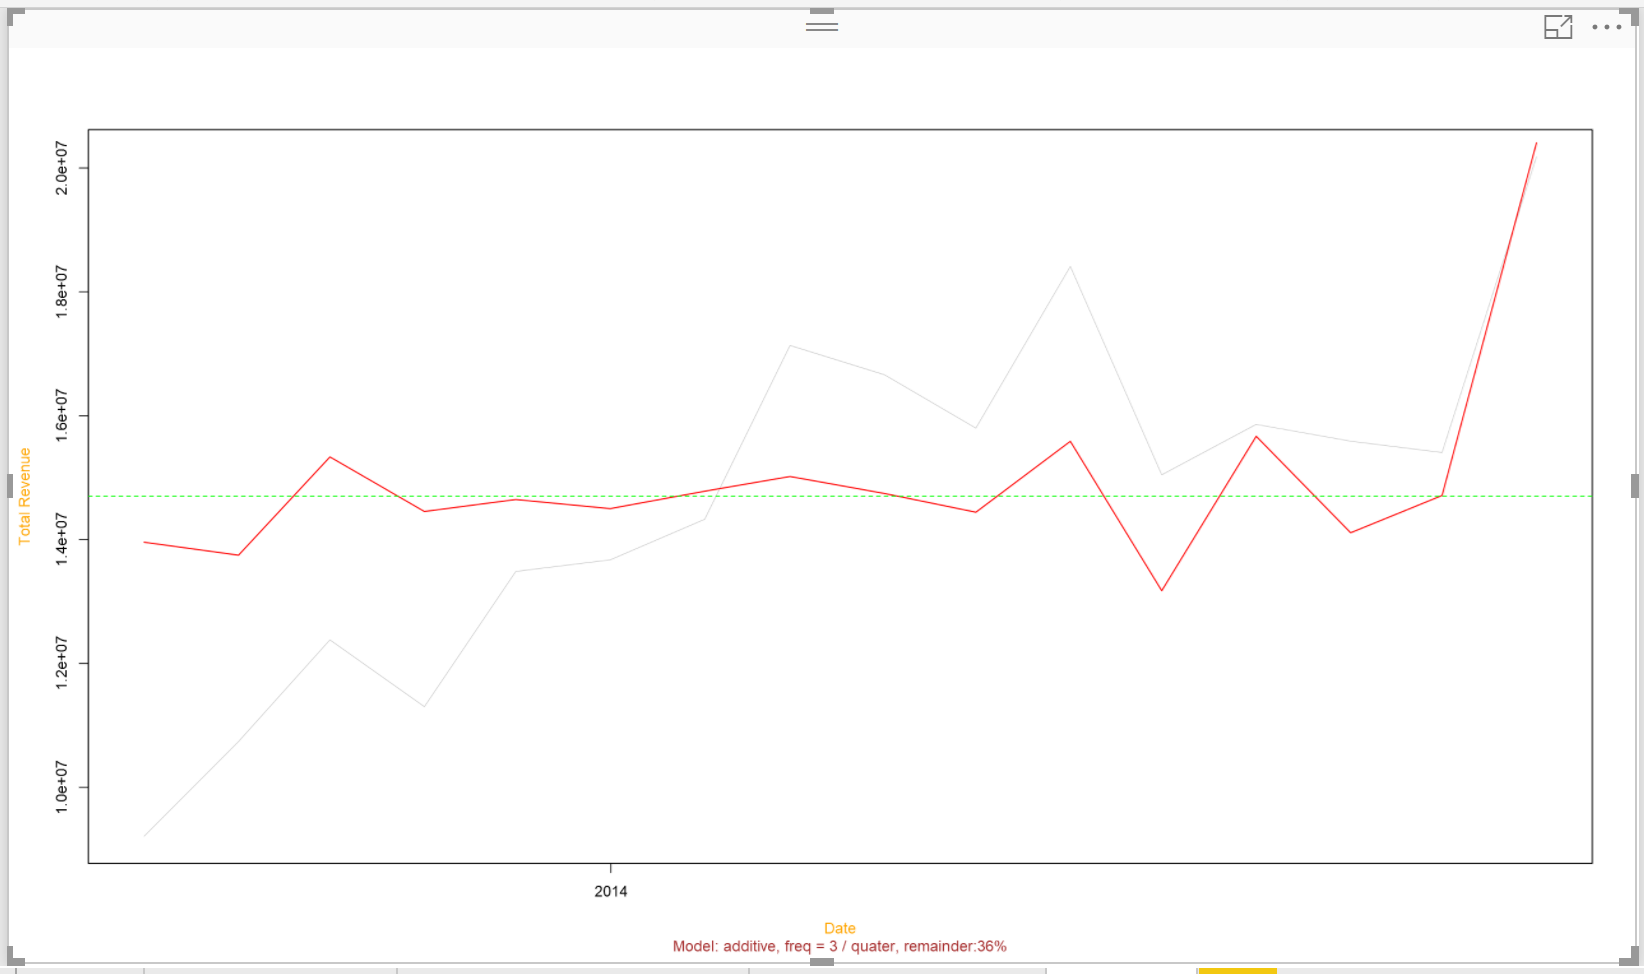 2.0e+07
1.8e+07
1.6e+07
1.4e+07
1.2e+07
1.0e+07
Total Revenue
2014
Date
Model: additive, freq = 3 / quater, remainder:36%